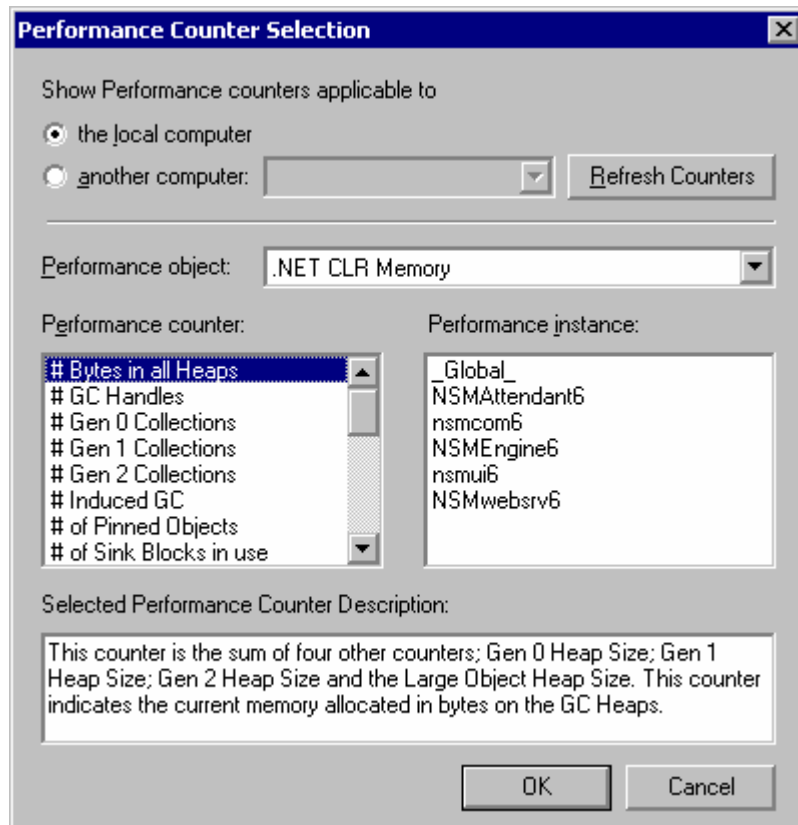 Performance Counter Selection
Show Performance counters applicable to
the local computer
another computer:
Refresh Counters
Performance object:
.NET CLR Memory
Performance counter:
Performance instance:
# Bytes in all Heaps
# GC Handles
# Gen 0 Collections
# Gen 1 Collections
# Gen 2 Collections
# Induced GC
# of Pinned Objects
# of Sink Blocks in use
_Global_
NSMAttendant6
nsmcom6
NSMEngine6
nsmui6
NSMwebsrv6
Selected Performance Counter Description:
This counter is the sum of four other counters; Gen 0 Heap Size; Gen 1
Heap Size; Gen 2 Heap Size and the Large Object Heap Size. This counter
indicates the current memory allocated in bytes on the GC Heaps.
OK
Cancel